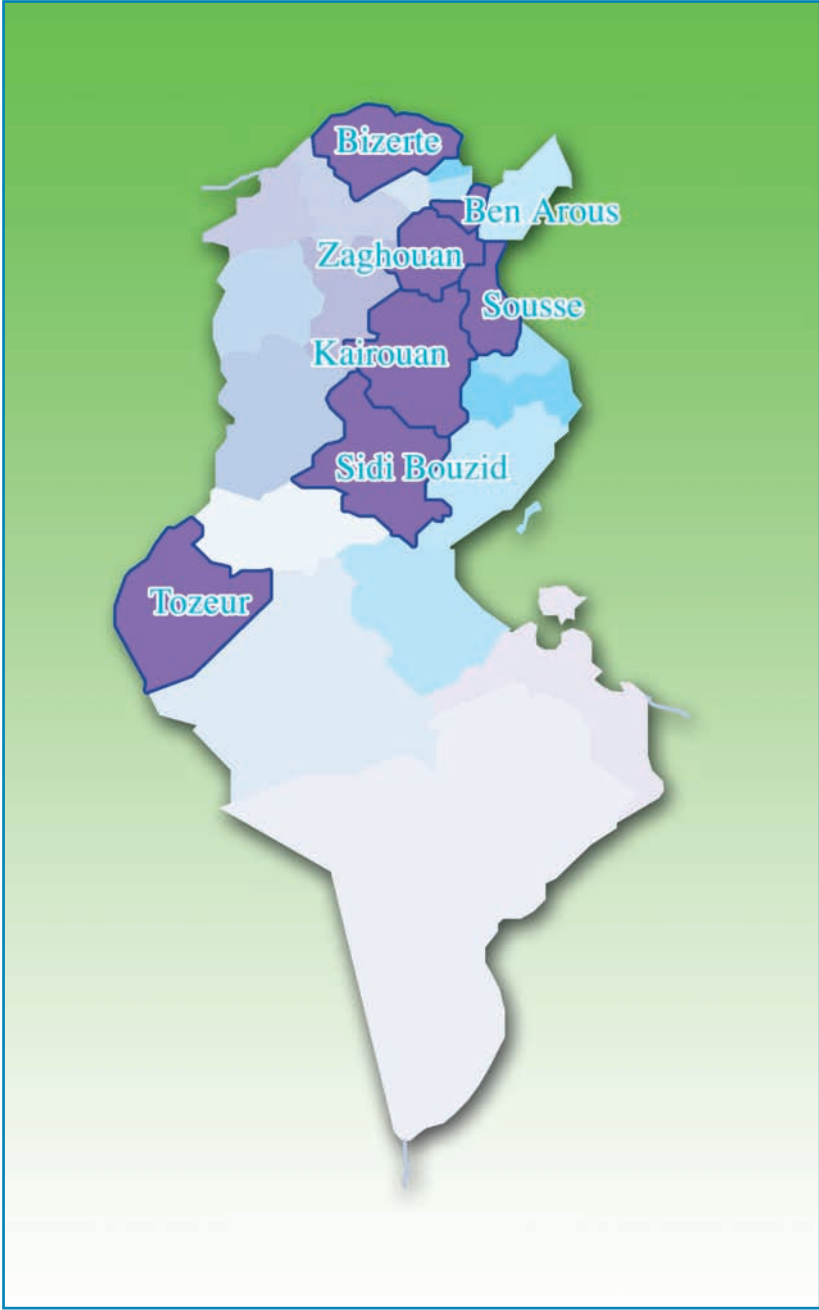 Bizerte
Ben Arous
Zaghouan
Sousse
Kairouan
Sidi Bouzid
Tozeur